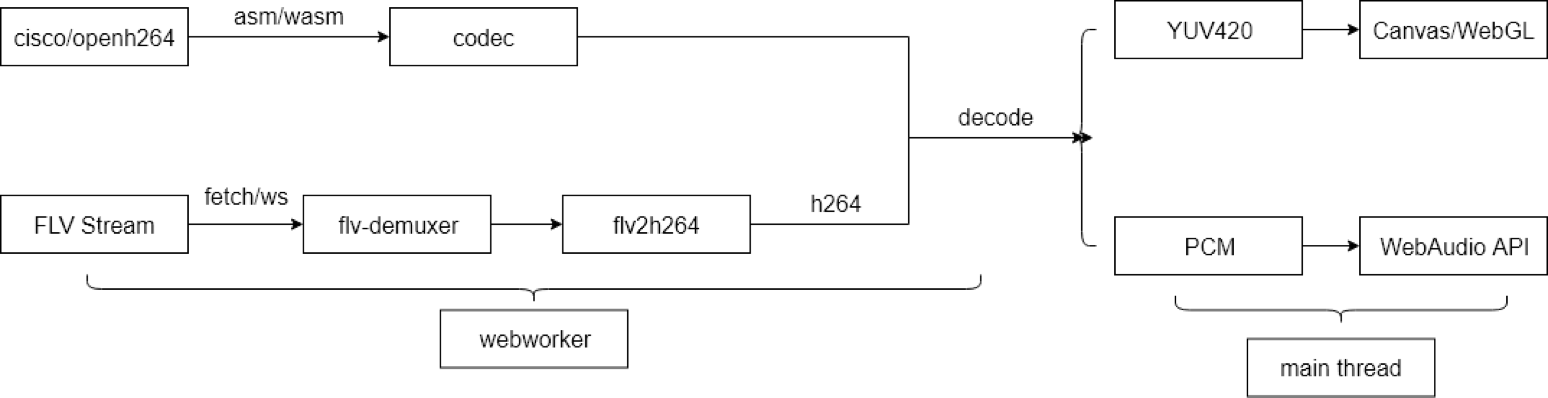 asm/wasm
cisco/openh264
codec
YUV420
Canvas/WebGL
decode
fetch/ws
h264
FLV Stream
flv-demuxer
flv2h264
PCM
WebAudio API
webworker
main thread